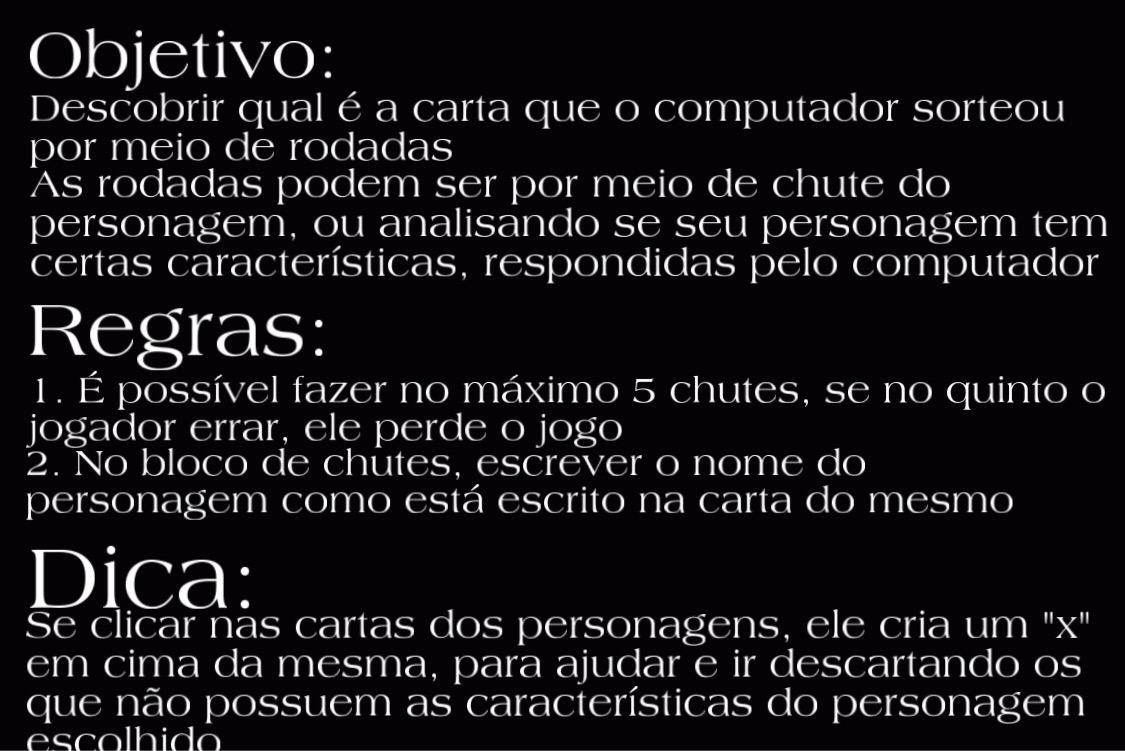 Objetivo:
Descobrir qual é a carta que o computador sorteou
por meio de rodadas
As rodadas podem ser por meio de chute do
personagem, ou analisando se seu personagem tem
certas características, respondidas pelo computador
Regras:
1. É possível fazer no máximo 5 chutes, se no quinto o
jogador errar, ele perde o jogo
2. No bloco de chutes, escrever o nome do
personagem como está escrito na carta do mesmo
Dica:
Se clicar nas cartas dos personagens, ele cria um "x"
em cima da mesma, para ajudar e ir descartando os
que não possuem as características do personagem
escolhido